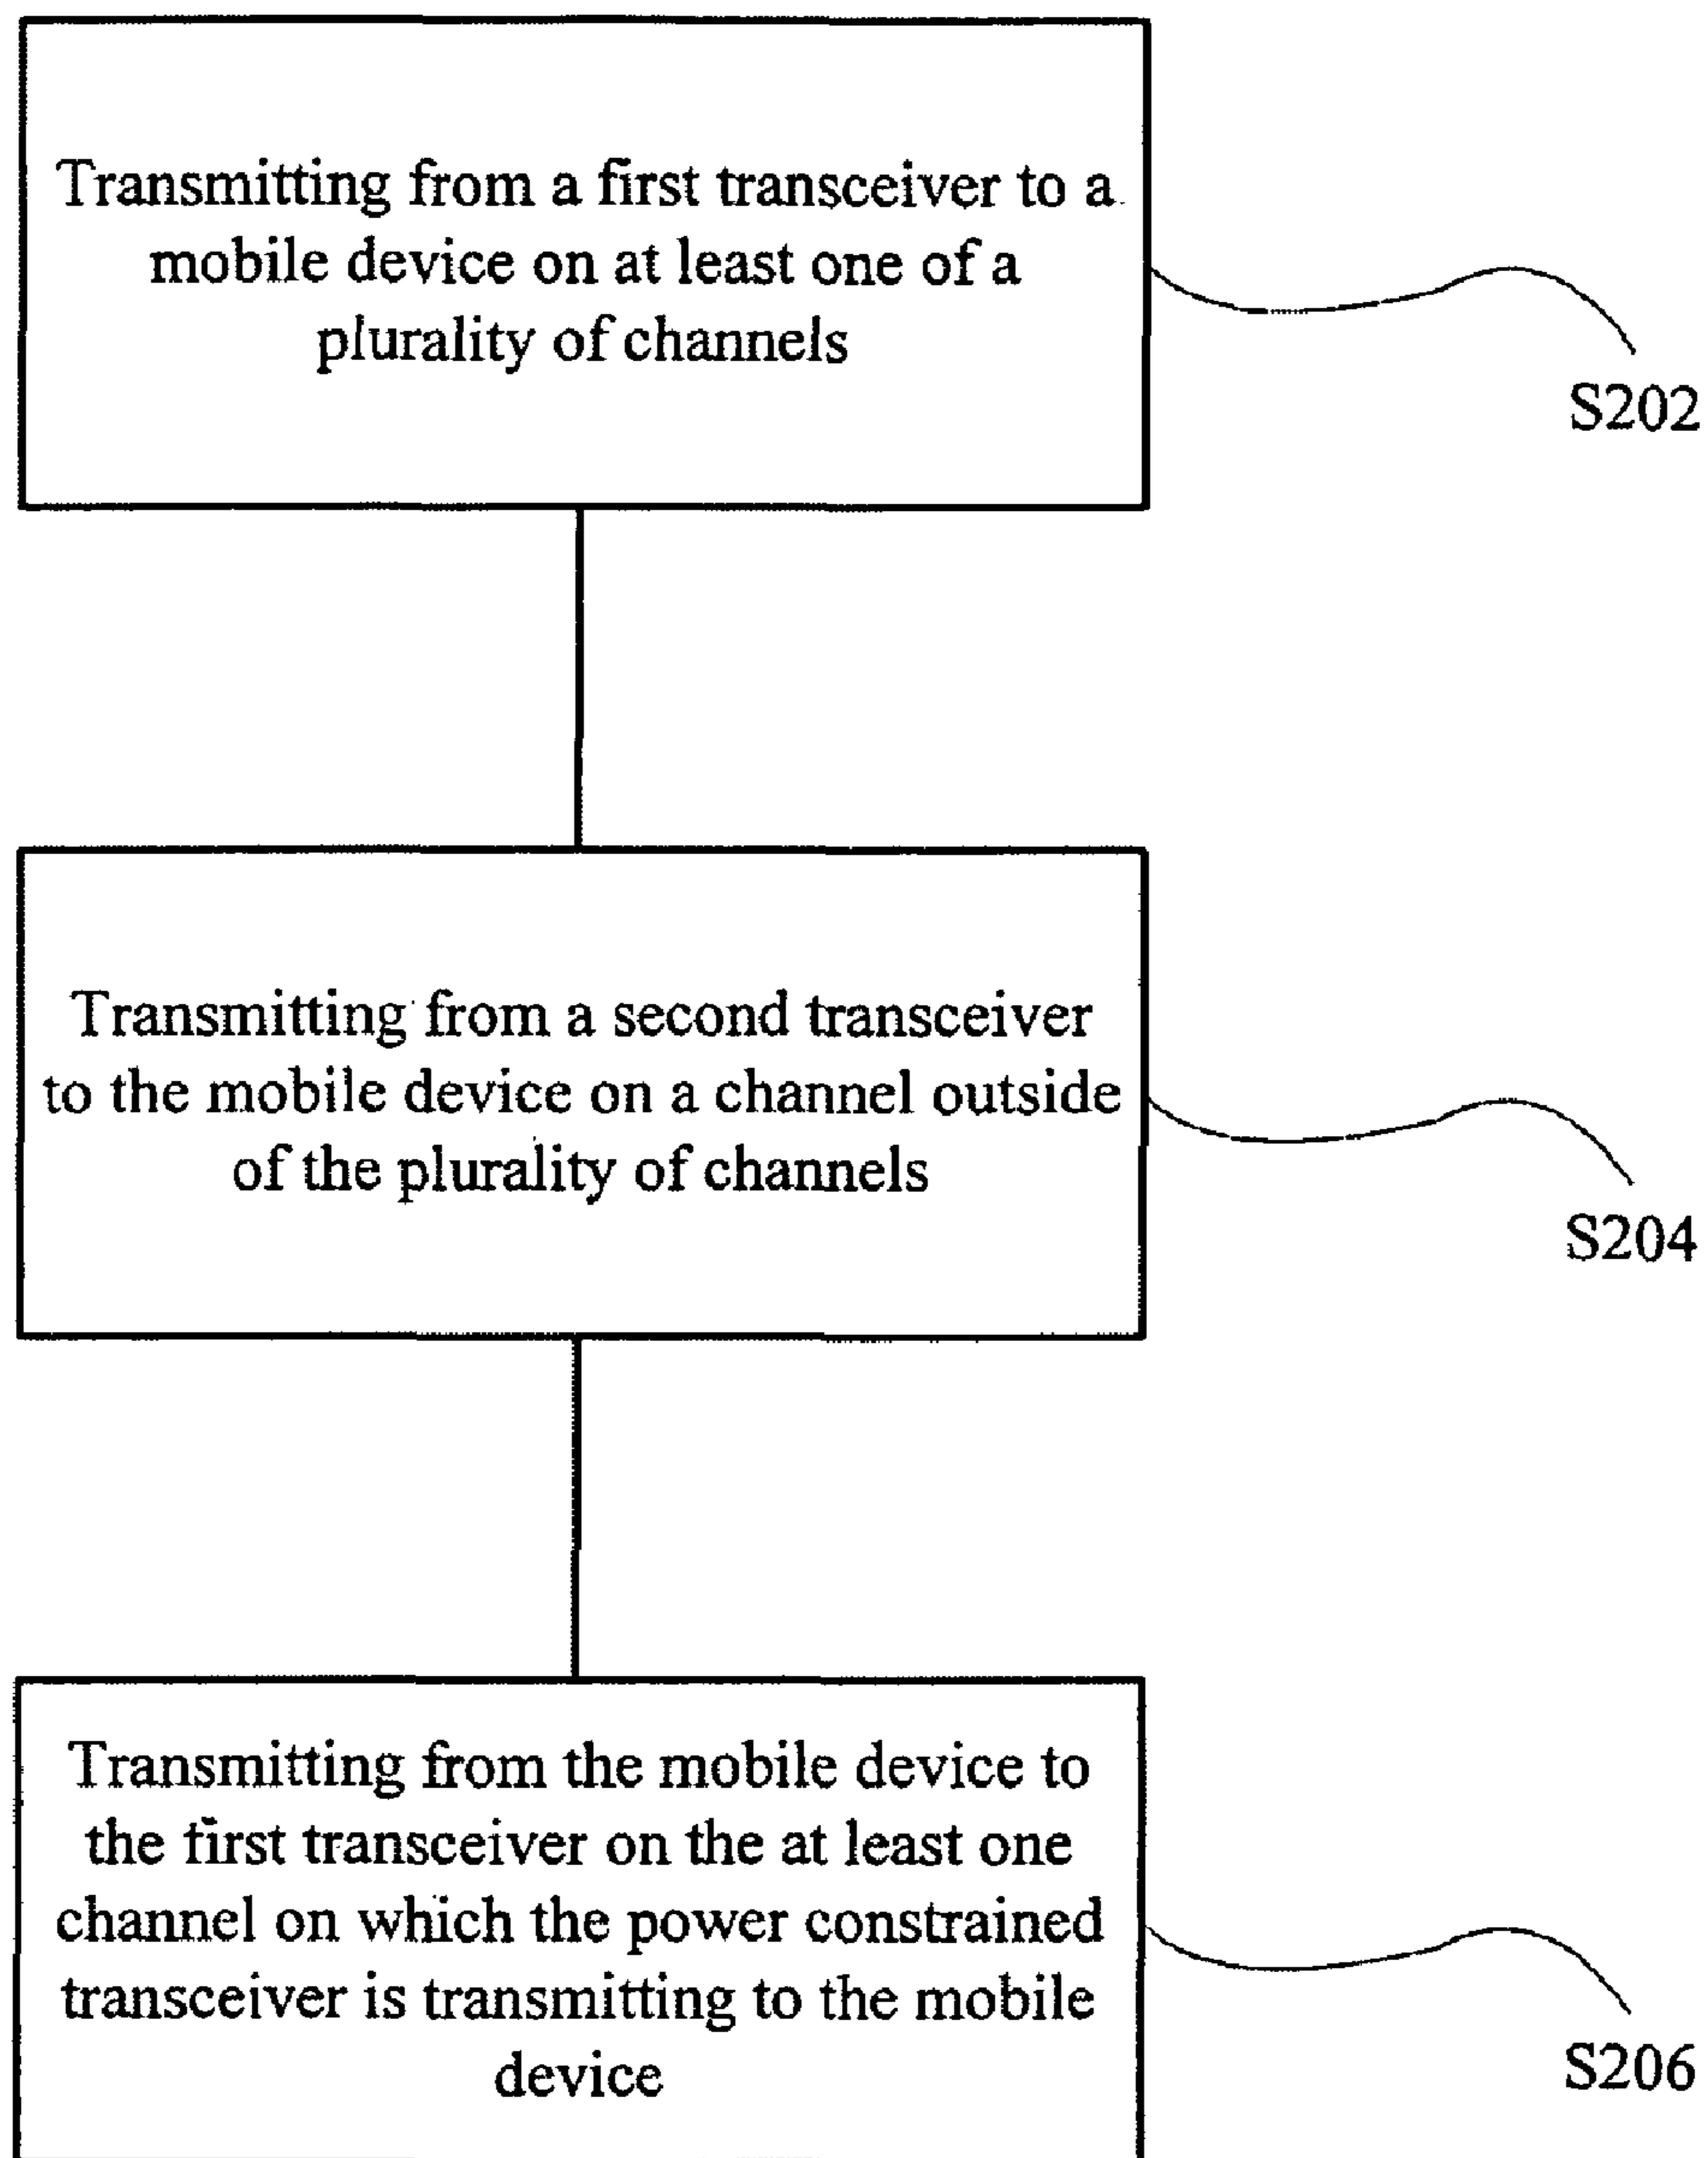 Transmitting from a first transceiver to a
mobile device on at least one of a
plurality of channels
S202
Transmitting from a second transceiver
to the mobile device on a channel outside
of the plurality of channels
S204
Transmitting from the mobile device to
the first transceiver on the at least one
channel on which the power constrained
transceiver is transmitting to the mobile
device
S206